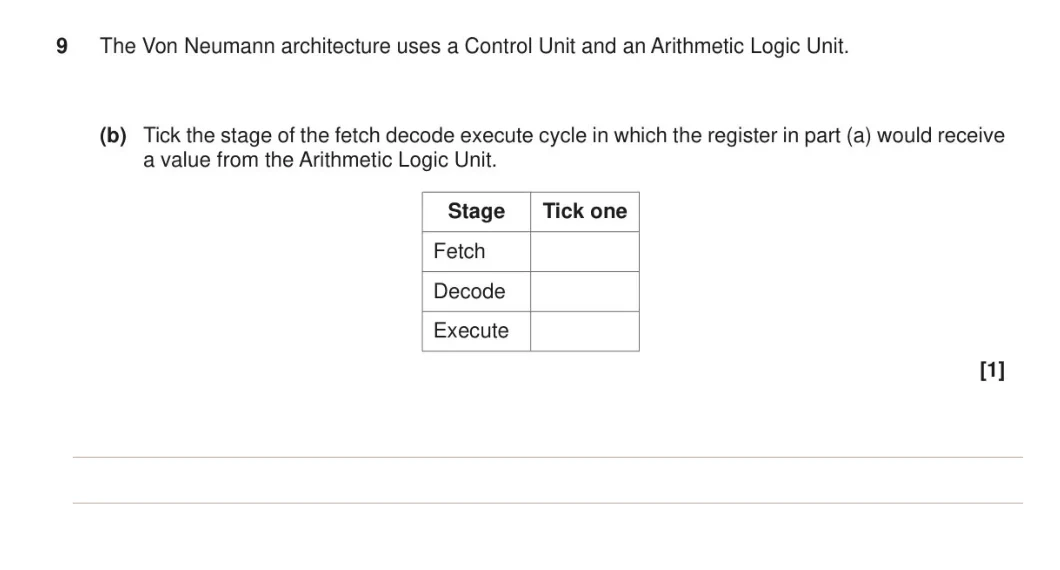 9 The Von Neumann architecture uses a Control Unit and an Arithmetic Logic Unit.
(b) Tick the stage of the fetch decode execute cycle in which the register in part (a) would receive
a value from the Arithmetic Logic Unit.
Stage Tick one
Fetch
Decode
Execute
[1]